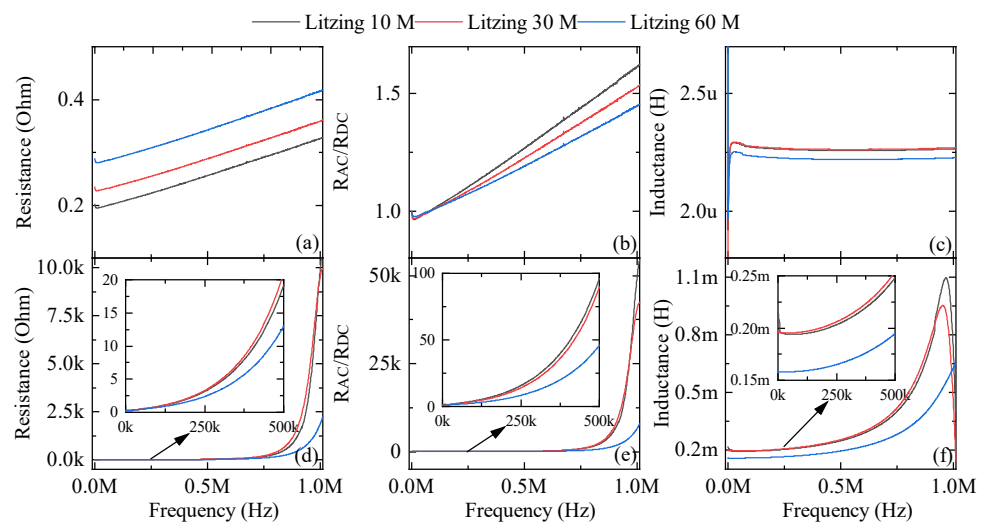 Litzing 10 M Litzing 30 M Litzing 60 M
Resistance (Ohm)
0.4
0.2
(a)
RAC/RDC
1.5
1.0
(b)
Inductance (H)
2.5u
2.0u
(c)
Resistance (Ohm)
10.0k
7.5k
5.0k
2.5k
0.0k
20
15
10
5
0
0k 250k 500k
(d)
0.0M 0.5M 1.0M
Frequency (Hz)
RAC/RDC
50k
25k
0
100
50
0
0k 250k 500k
(e)
0.0M 0.5M 1.0M
Frequency (Hz)
Inductance (H)
1.1m
0.8m
0.5m
0.2m
0.25m
0.20m
0.15m
0k 250k 500k
(f)
0.0M 0.5M 1.0M
Frequency (Hz)